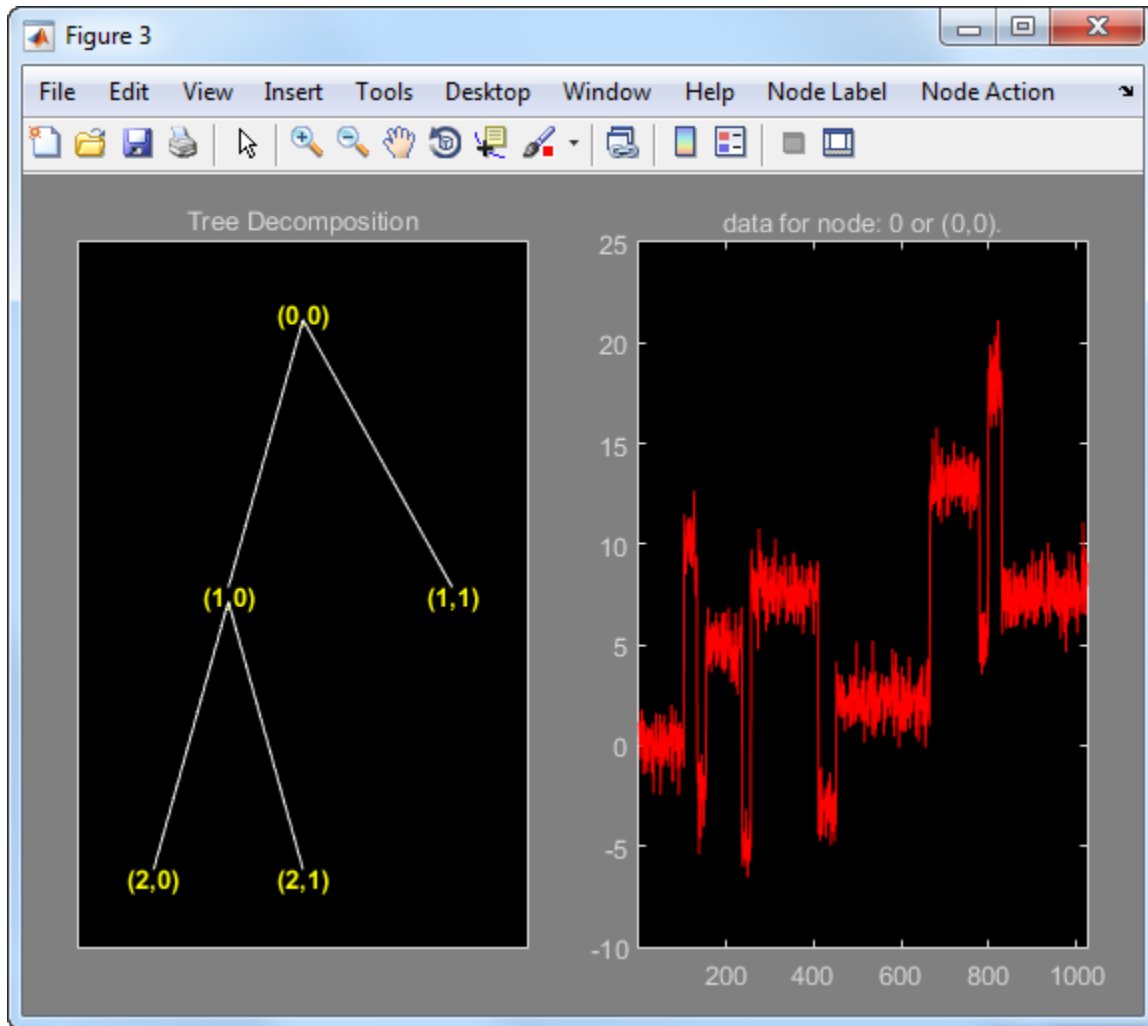 Figure 3
File Edit View Insert Tools Desktop Window Help Node Label Node Action
Tree Decomposition
(0,0)
(1,0) (1,1)
(2,0) (2,1)
data for node: 0 or (0,0).
25
20
15
10
5
0
-5
-10
200 400 600 800 1000